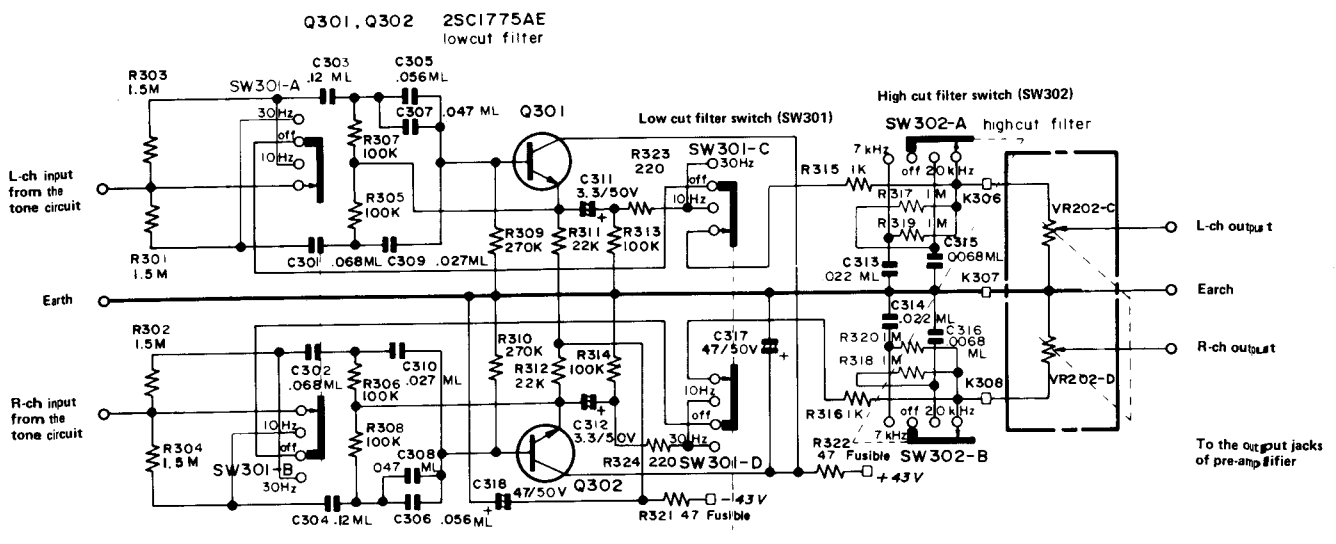 Q301, Q302 2SC1775AE
lowcut filter
R303
1.5M
SW301-A
C303
.12 ML
C305
.056ML
C307
.047 ML
Q301
30Hz
off
10Hz
R307
100K
L-ch input
from the
tone circuit
R305
100K
R301
1.5M
C301
.068ML
C309
.027ML
R309
270K
C311
3.3/50V
+
R311
22K
R313
100K
R323
220
Low cut filter switch (SW301)
SW301-C
30Hz
off
10Hz
High cut filter switch (SW302)
SW302-A
highcut filter
7 kHz
off
20 kHz
R315
1K
R317 1M
R319 1M
K306
C313
.022 ML
C315
.0068ML
K307
VR202-C
L-ch output
Earth
Earch
R302
1.5M
C302
.068ML
R306
100K
C310
.027 ML
R310
270K
R312
22K
R314
100K
C317
47/50V
+
C314
.022 ML
R320 1M
R318 1M
C316
.0068
ML
K308
VR202-D
R-ch output
R-ch input
from the
tone circuit
10Hz
off
30Hz
SW301-B
R304
1.5M
R308
100K
C308
.047 ML
C304 .12ML
C306 .056ML
C318
47/50V
+
Q302
C312
3.3/50V
+
R324 220
10Hz
off
30Hz
SW301-D
R316 1K
7 kHz
off
20 kHz
SW302-B
R322
47 Fusible
+43V
R321 47 Fusible
-43V
To the output jacks
of pre-amplifier